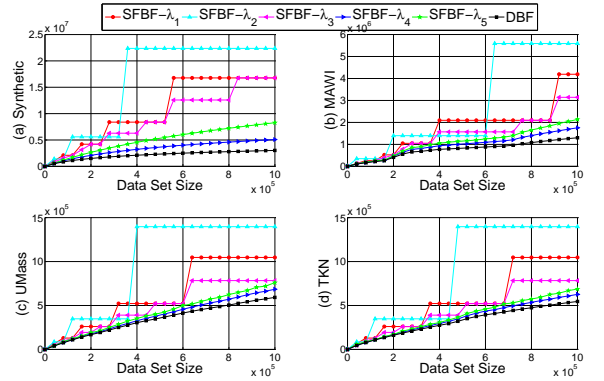 SFBF−λ1 SFBF−λ2 SFBF−λ3 SFBF−λ4 SFBF−λ5 DBF
x 10^7
2.5
2
1.5
1
0.5
0
(a) Synthetic
0 2 4 6 8 10
Data Set Size
x 10^5
x 10^6
6
5
4
3
2
1
0
(b) MAWI
0 2 4 6 8 10
Data Set Size
x 10^5
x 10^5
15
10
5
0
(c) UMass
0 2 4 6 8 10
Data Set Size
x 10^5
x 10^5
15
10
5
0
(d) TKN
0 2 4 6 8 10
Data Set Size
x 10^5